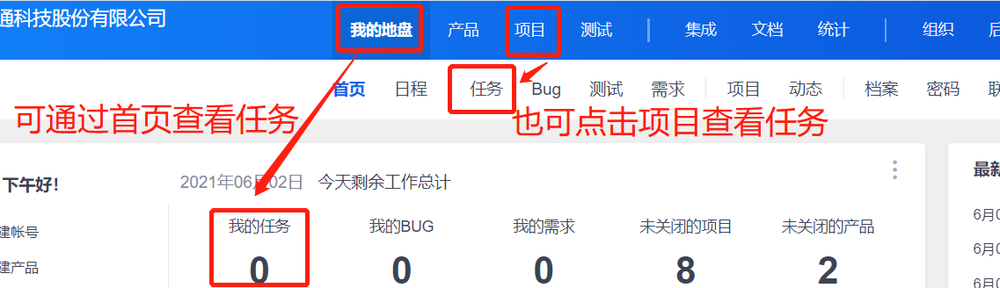 通科技股份有限公司
我的地盘 产品 项目 测试 集成 文档 统计 组织
首页 日程 任务 Bug 测试 需求 项目 动态 档案 密码
可通过首页查看任务 也可点击项目查看任务
下午好!
2021年06月02日 今天剩余工作总计
最新
建帐号
建产品
我的任务 我的BUG 我的需求 未关闭的项目 未关闭的产品
0 0 0 8 2
6月0
6月0
6月0